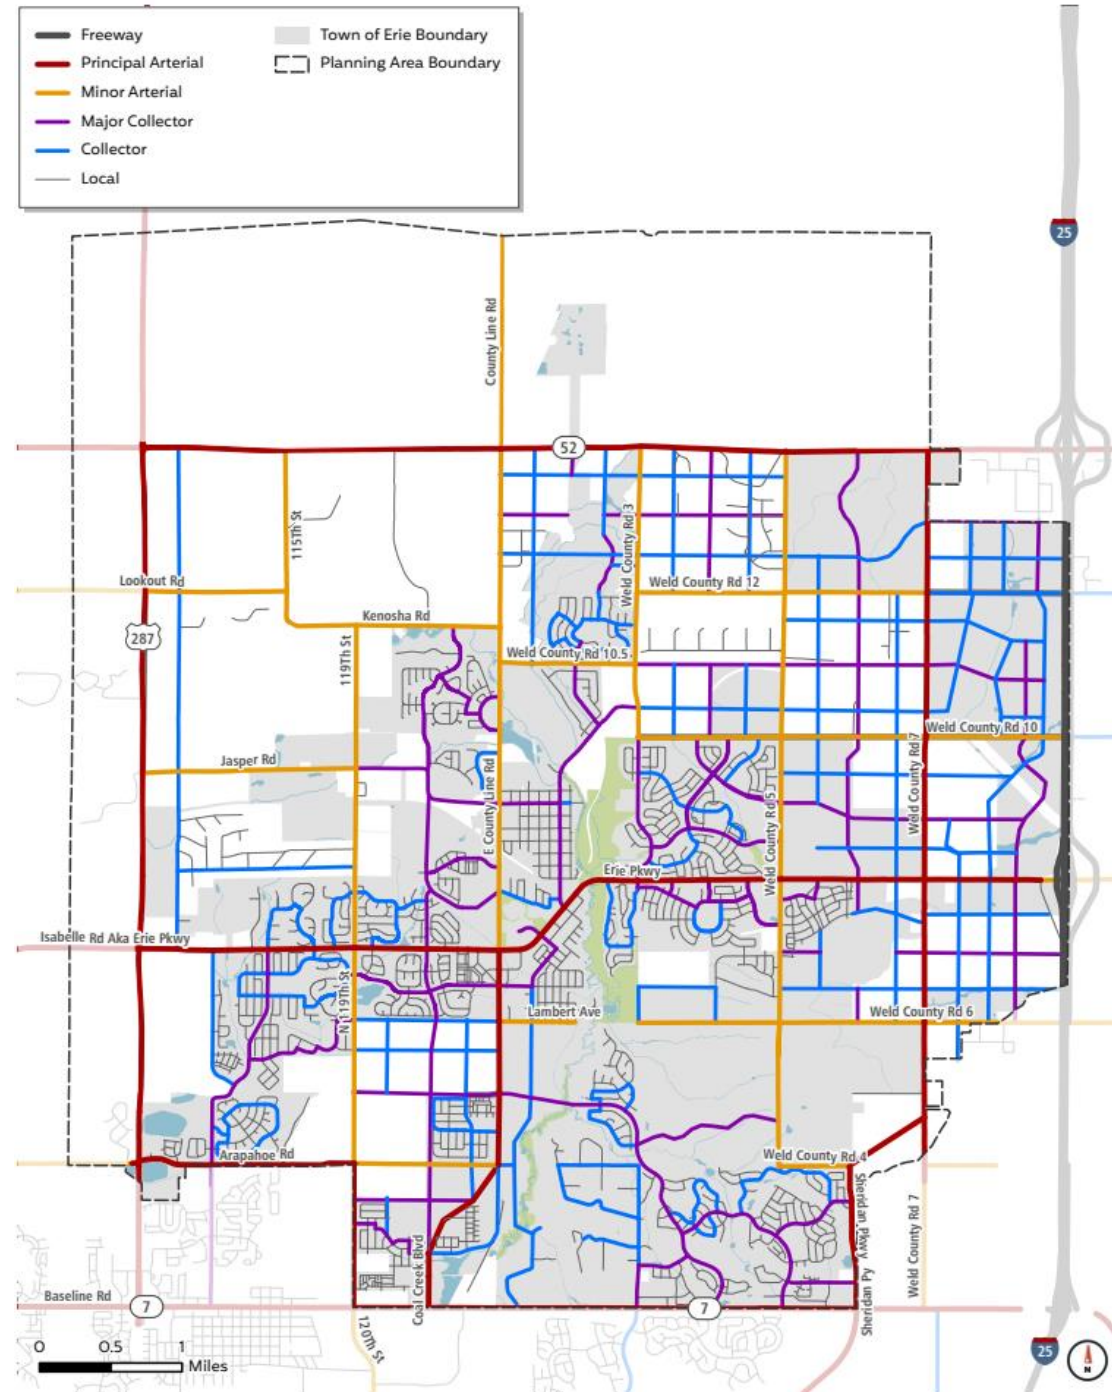 Freeway
Principal Arterial
Minor Arterial
Major Collector
Collector
Local
Town of Erie Boundary
Planning Area Boundary
25
County Line Rd
52
115Th St
Weld County Rd 3
Lookout Rd
Weld County Rd 12
Kenosha Rd
287
119Th St
Weld County Rd 10.5
Weld County Rd 10
Jasper Rd
E County Line Rd
Weld County Rd 5
Weld County Rd 7
Erie Pkwy
Isabelle Rd Aka Erie Pkwy
N 119Th St
Lambert Ave
Weld County Rd 6
Arapahoe Rd
Weld County Rd 4
Sheridan Pkwy
Weld County Rd 7
Coal Creek Blvd
Sheridan Py
Baseline Rd
7
7
120Th St
0 0.5 1
Miles
25
N